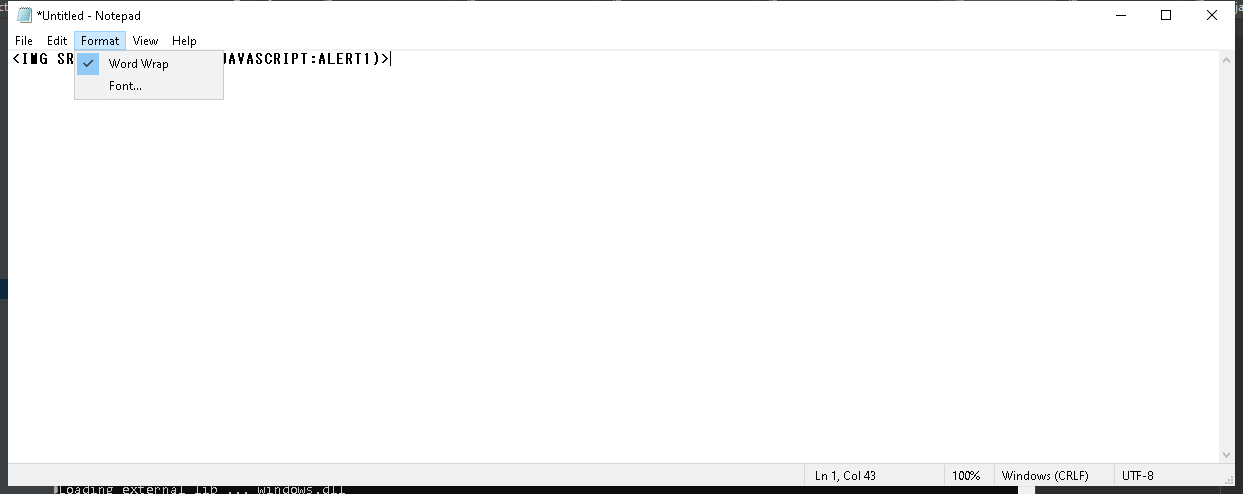 *Untitled - Notepad
File Edit Format View Help
<IMG SR JAVASCRIPT:ALERT1)>
Word Wrap
Font...
Ln 1, Col 43 100% Windows (CRLF) UTF-8
Loading external lib ... windows.dll